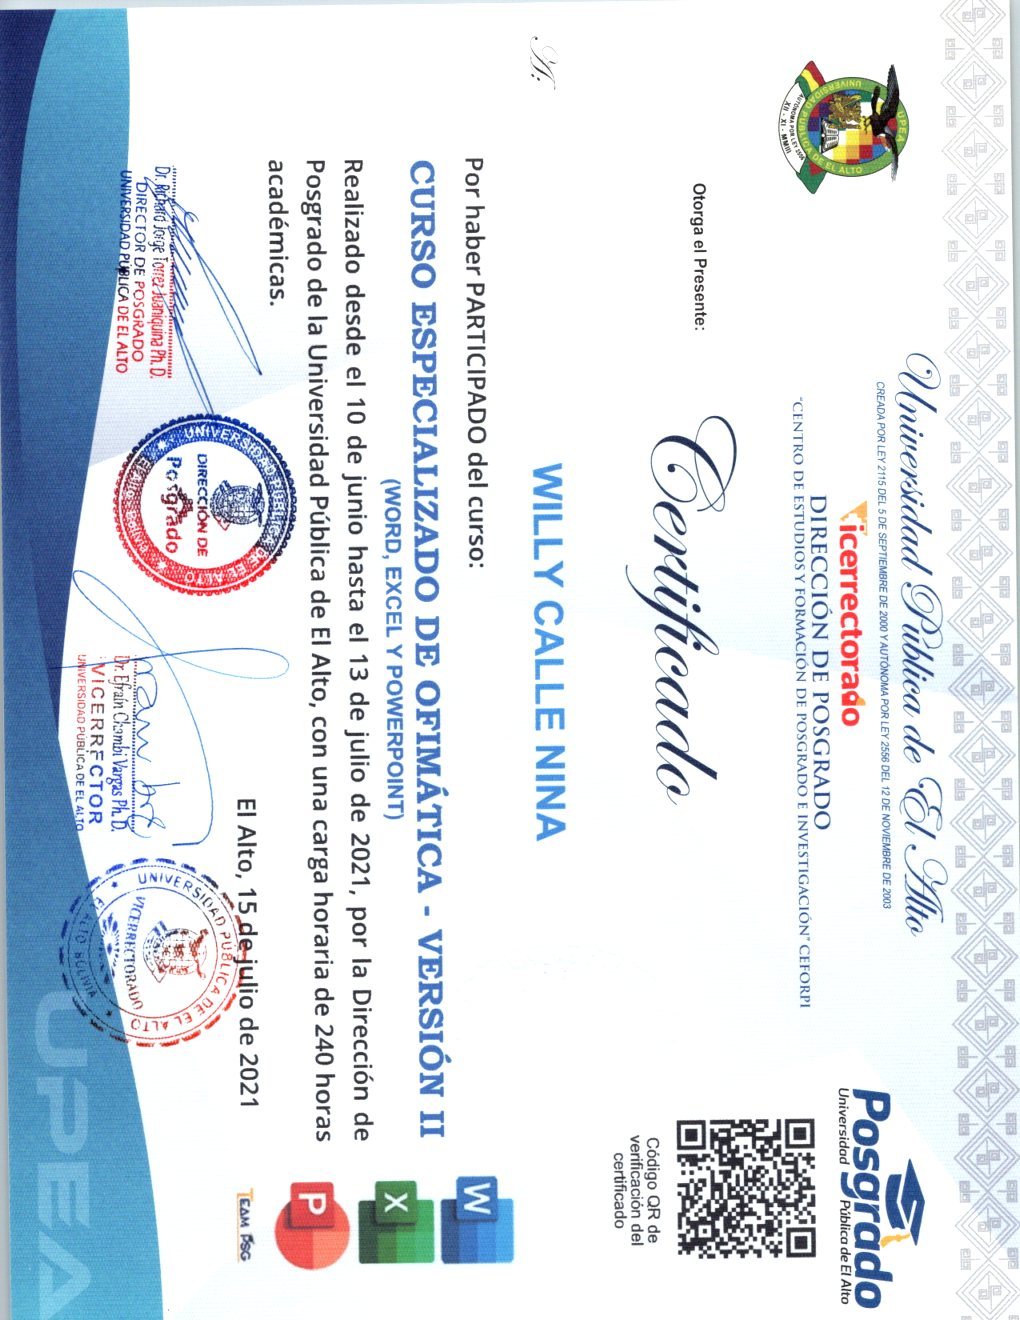 Universidad Pública de El Alto
CREADA POR LEY 2115 DEL 5 DE SEPTIEMBRE DE 2000 Y AUTÓNOMA POR LEY 2556 DEL 12 DE NOVIEMBRE DE 2003
Vicerrectorado
DIRECCIÓN DE POSGRADO
"CENTRO DE ESTUDIOS Y FORMACIÓN DE POSGRADO E INVESTIGACIÓN" CEFORPI
UPEA
UNIVERSIDAD PÚBLICA DE EL ALTO
AUTÓNOMA POR LEY 2556
XII - XI - MMIII
Posgrado
Universidad Pública de El Alto
Otorga el Presente:
Certificado
Código QR de
verificación del
certificado
A:
WILLY CALLE NINA
Por haber PARTICIPADO del curso:
CURSO ESPECIALIZADO DE OFIMÁTICA - VERSIÓN II
(WORD, EXCEL Y POWERPOINT)
Realizado desde el 10 de junio hasta el 13 de julio de 2021, por la Dirección de
Posgrado de la Universidad Pública de El Alto, con una carga horaria de 240 horas
académicas.
W
X
P
TEAM PSG
El Alto, 15 de julio de 2021
Dr. Richard Jorge Torrez Juaniquina Ph. D.
DIRECTOR DE POSGRADO
UNIVERSIDAD PÚBLICA DE EL ALTO
DIRECCIÓN DE
Posgrado
Dr. Efraín Chambi Vargas Ph. D.
VICERRECTOR
UNIVERSIDAD PÚBLICA DE EL ALTO
UNIVERSIDAD PÚBLICA DE EL ALTO
VICERRECTORADO
EL ALTO BOLIVIA
UPEA